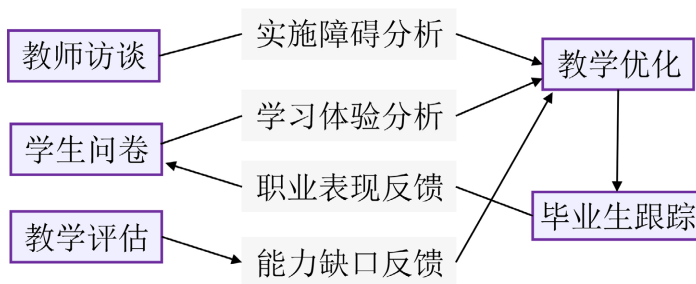 教师访谈
实施障碍分析
教学优化
学生问卷
学习体验分析
职业表现反馈
毕业生跟踪
教学评估
能力缺口反馈